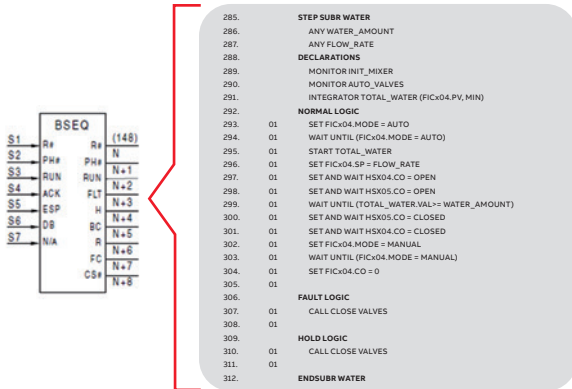 BSEQ
S1 R# R# (148)
S2 PH# PH# N
S3 RUN RUN N+1
S4 ACK FLT N+2
S5 ESP H N+3
S6 DB BC N+4
S7 N/A R N+5
FC N+6
CS# N+7
N+8
285. STEP SUBR WATER
286. ANY WATER_AMOUNT
287. ANY FLOW_RATE
288. DECLARATIONS
289. MONITOR INIT_MIXER
290. MONITOR AUTO_VALVES
291. INTEGRATOR TOTAL_WATER (FICx04.PV, MIN)
292. NORMAL LOGIC
293. 01 SET FICx04.MODE = AUTO
294. 01 WAIT UNTIL (FICx04.MODE = AUTO)
295. 01 START TOTAL_WATER
296. 01 SET FICx04.SP = FLOW_RATE
297. 01 SET AND WAIT HSX04.CO = OPEN
298. 01 SET AND WAIT HSX05.CO = OPEN
299. 01 WAIT UNTIL (TOTAL_WATER.VAL>= WATER_AMOUNT)
300. 01 SET AND WAIT HSX05.CO = CLOSED
301. 01 SET AND WAIT HSX04.CO = CLOSED
302. 01 SET FICx04.MODE = MANUAL
303. 01 WAIT UNTIL (FICx04.MODE = MANUAL)
304. 01 SET FICx04.CO = 0
305. 01
306. FAULT LOGIC
307. 01 CALL CLOSE VALVES
308. 01
309. HOLD LOGIC
310. 01 CALL CLOSE VALVES
311. 01
312. ENDSUBR WATER